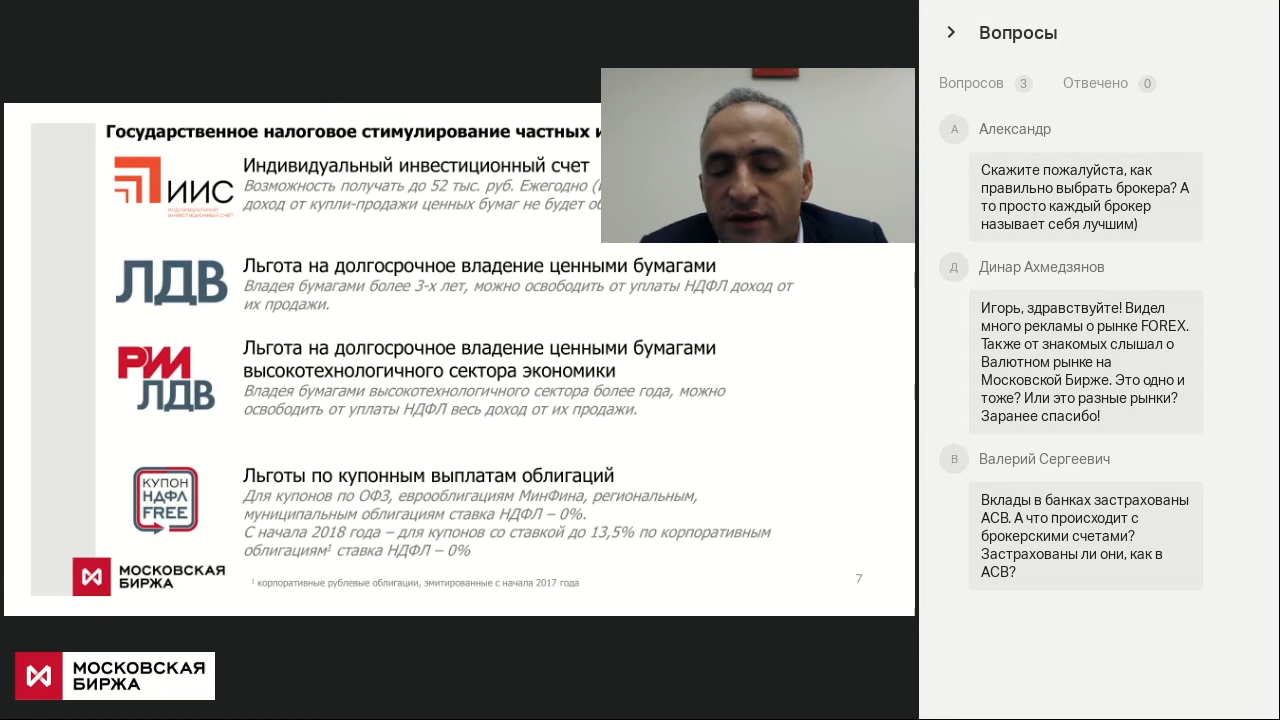 Государственное налоговое стимулирование частных и
ИИС
ИНДИВИДУАЛЬНЫЙ
ИНВЕСТИЦИОННЫЙ СЧЁТ
Индивидуальный инвестиционный счет
Возможность получать до 52 тыс. руб. Ежегодно
доход от купли-продажи ценных бумаг не будет
ЛДВ
Льгота на долгосрочное владение ценными бумагами
Владея бумагами более 3-х лет, можно освободить от уплаты НДФЛ доход от
их продажи.
РИИ
ЛДВ
Льгота на долгосрочное владение ценными бумагами
высокотехнологичного сектора экономики
Владея бумагами высокотехнологичного сектора более года, можно
освободить от уплаты НДФЛ весь доход от их продажи.
КУПОН
НДФЛ
FREE
Льготы по купонным выплатам облигаций
Для купонов по ОФЗ, еврооблигациям МинФина, региональным,
муниципальным облигациям ставка НДФЛ – 0%.
С начала 2018 года – для купонов со ставкой до 13,5% по корпоративным
облигациям¹ ставка НДФЛ – 0%
МОСКОВСКАЯ
БИРЖА
¹ корпоративные рублевые облигации, эмитированные с начала 2017 года
7
МОСКОВСКАЯ
БИРЖА
Вопросы
Вопросов 3 Отвечено 0
А Александр
Скажите пожалуйста, как
правильно выбрать брокера? А
то просто каждый брокер
называет себя лучшим)
Д Динар Ахмедзянов
Игорь, здравствуйте! Видел
много рекламы о рынке FOREX.
Также от знакомых слышал о
Валютном рынке на
Московской Бирже. Это одно и
тоже? Или это разные рынки?
Заранее спасибо!
В Валерий Сергеевич
Вклады в банках застрахованы
АСВ. А что происходит с
брокерскими счетами?
Застрахованы ли они, как в
АСВ?